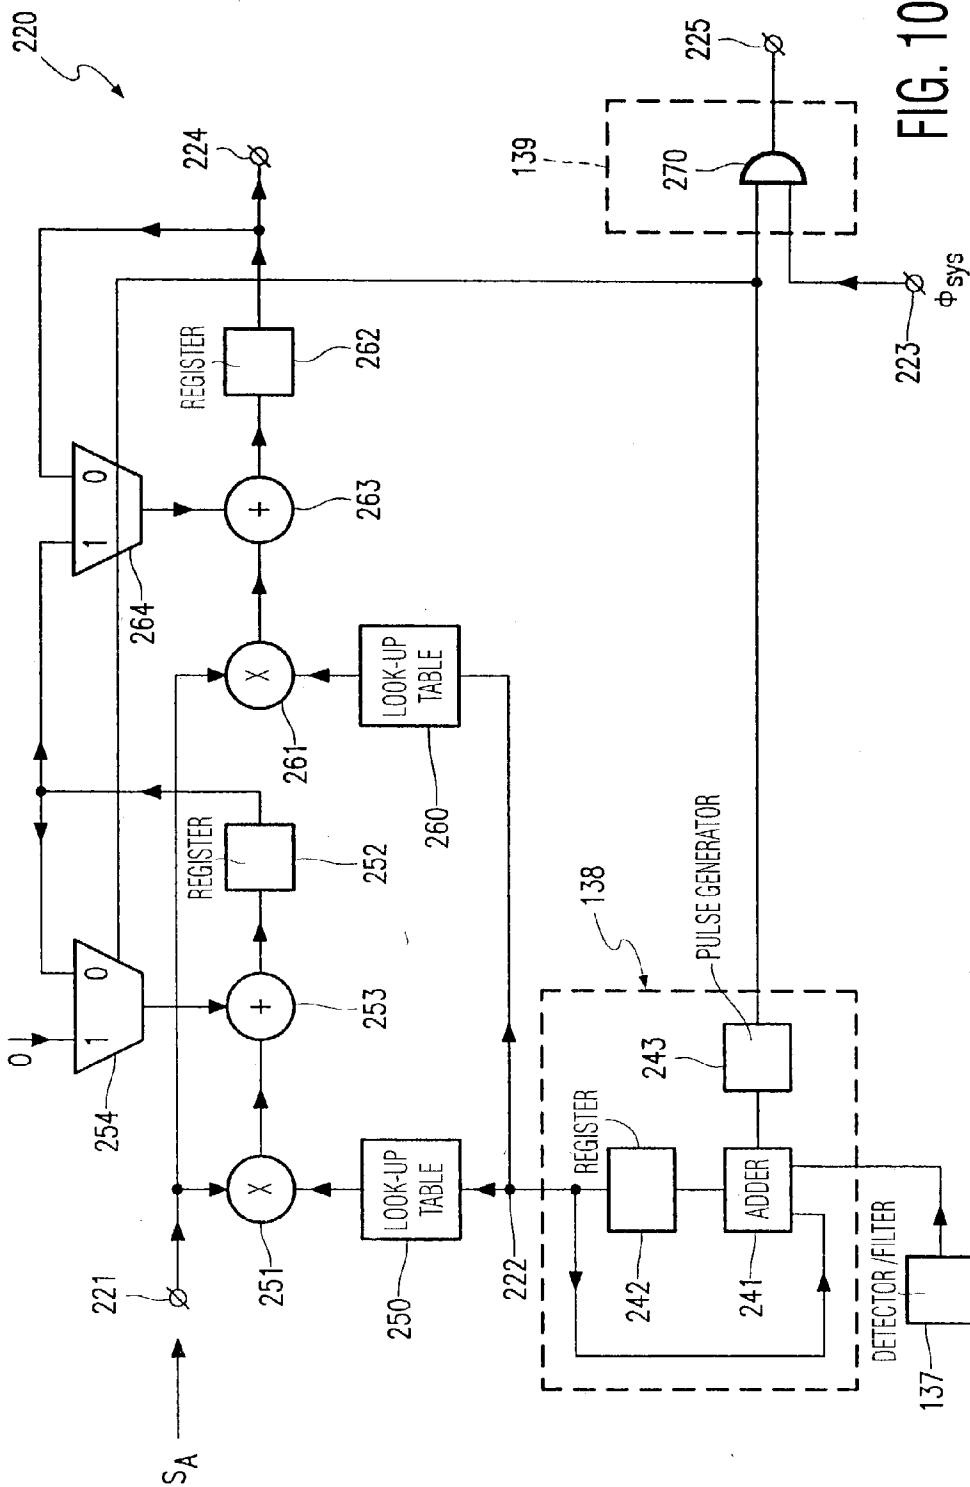 220
224
225
139
270
FIG. 10
REGISTER
262
223
Φsys
1 0
264
+
263
X
261
LOOK-UP
TABLE
260
REGISTER
252
0
1 0
254
+
253
X
251
LOOK-UP
TABLE
250
221
SA
222
138
PULSE GENERATOR
243
REGISTER
242
ADDER
241
DETECTOR/FILTER
137